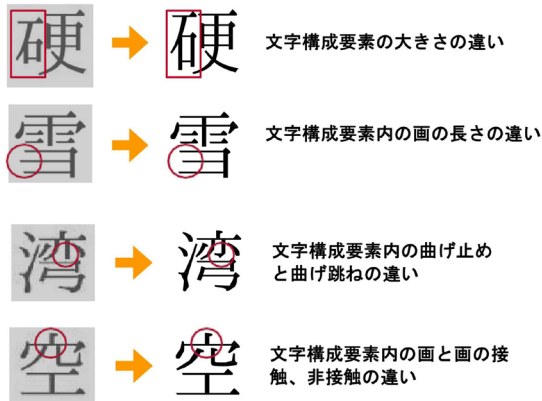 硬 硬 文字構成要素の大きさの違い
雪 雪 文字構成要素内の画の長さの違い
湾 湾 文字構成要素内の曲げ止め
と曲げ跳ねの違い
空 空 文字構成要素内の画と画の接
触、非接触の違い